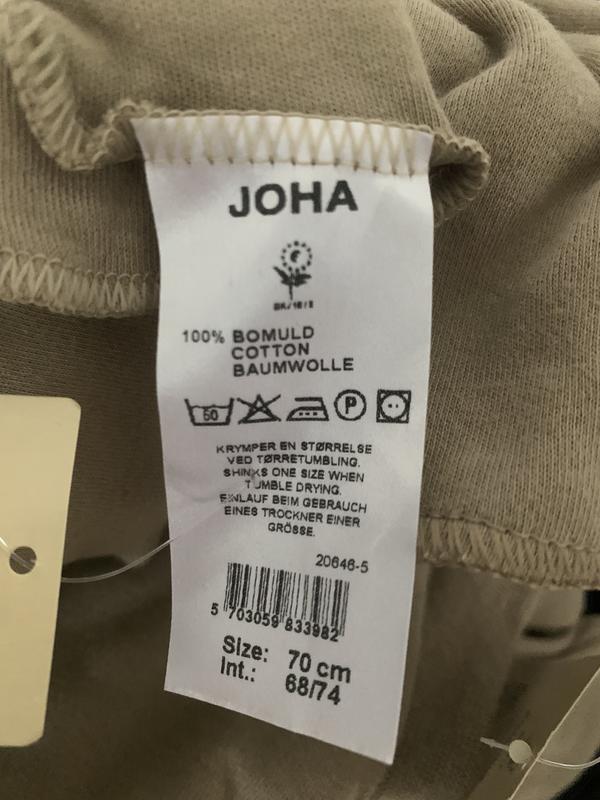 JOHA
100% BOMULD
COTTON
BAUMWOLLE
60
P
KRYMPER EN STØRRELSE
VED TØRRETUMBLING.
SHINKS ONE SIZE WHEN
TUMBLE DRYING.
EINLAUF BEIM GEBRAUCH
EINES TROCKNER EINER
GRÖSSE.
20646-5
5 703059 833982
Size: 70 cm
Int.: 68/74